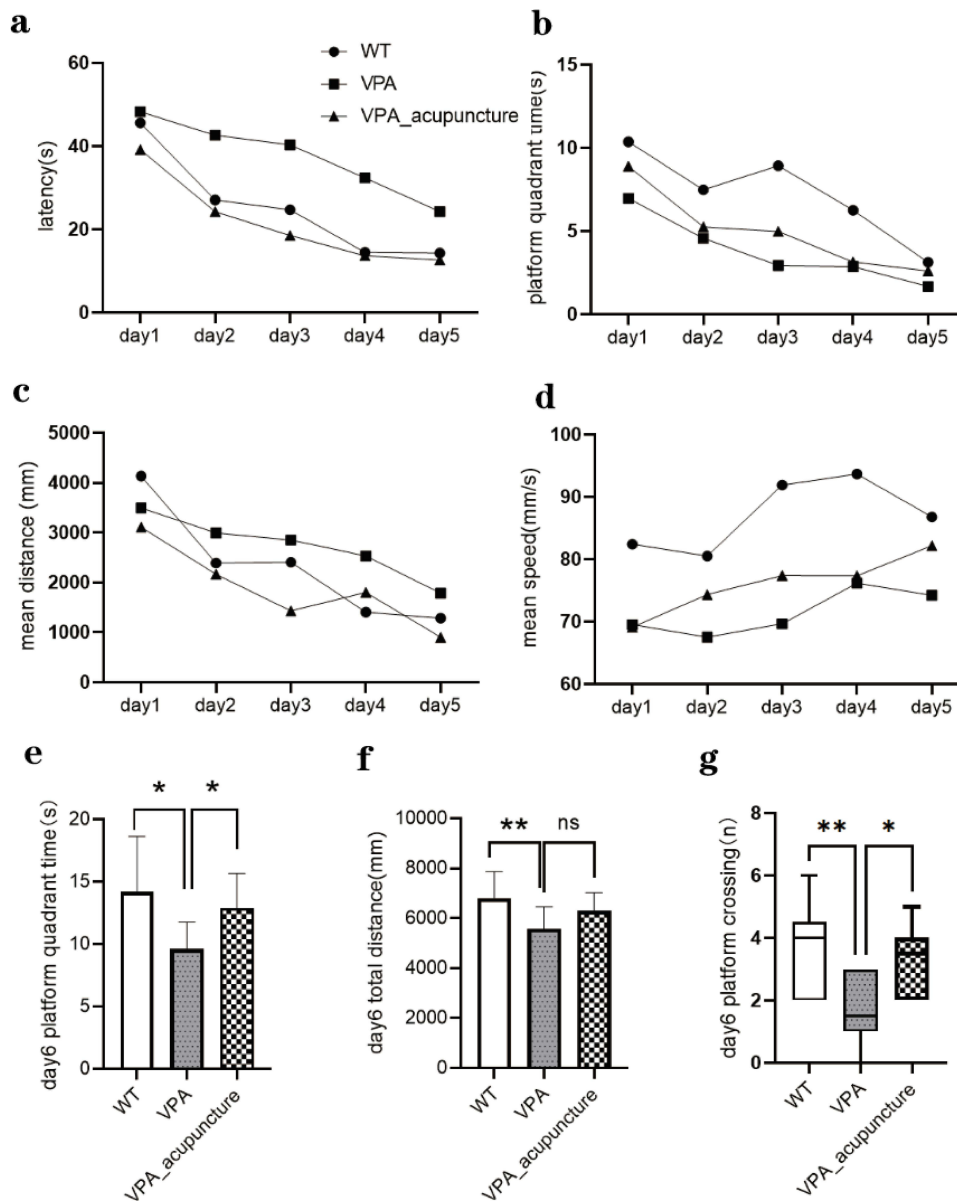 a
WT
VPA
VPA_acupuncture
latency(s)
60
40
20
0
day1 day2 day3 day4 day5
b
platform quadrant time(s)
15
10
5
0
day1 day2 day3 day4 day5
c
mean distance (mm)
5000
4000
3000
2000
1000
0
day1 day2 day3 day4 day5
d
mean speed(mm/s)
100
90
80
70
60
day1 day2 day3 day4 day5
e
day6 platform quadrant time(s)
* *
20
15
10
5
0
WT
VPA
VPA_acupuncture
f
day6 total distance(mm)
** ns
10000
8000
6000
4000
2000
0
WT
VPA
VPA_acupuncture
g
day6 platform crossing(n)
** *
8
6
4
2
0
WT
VPA
VPA_acupuncture